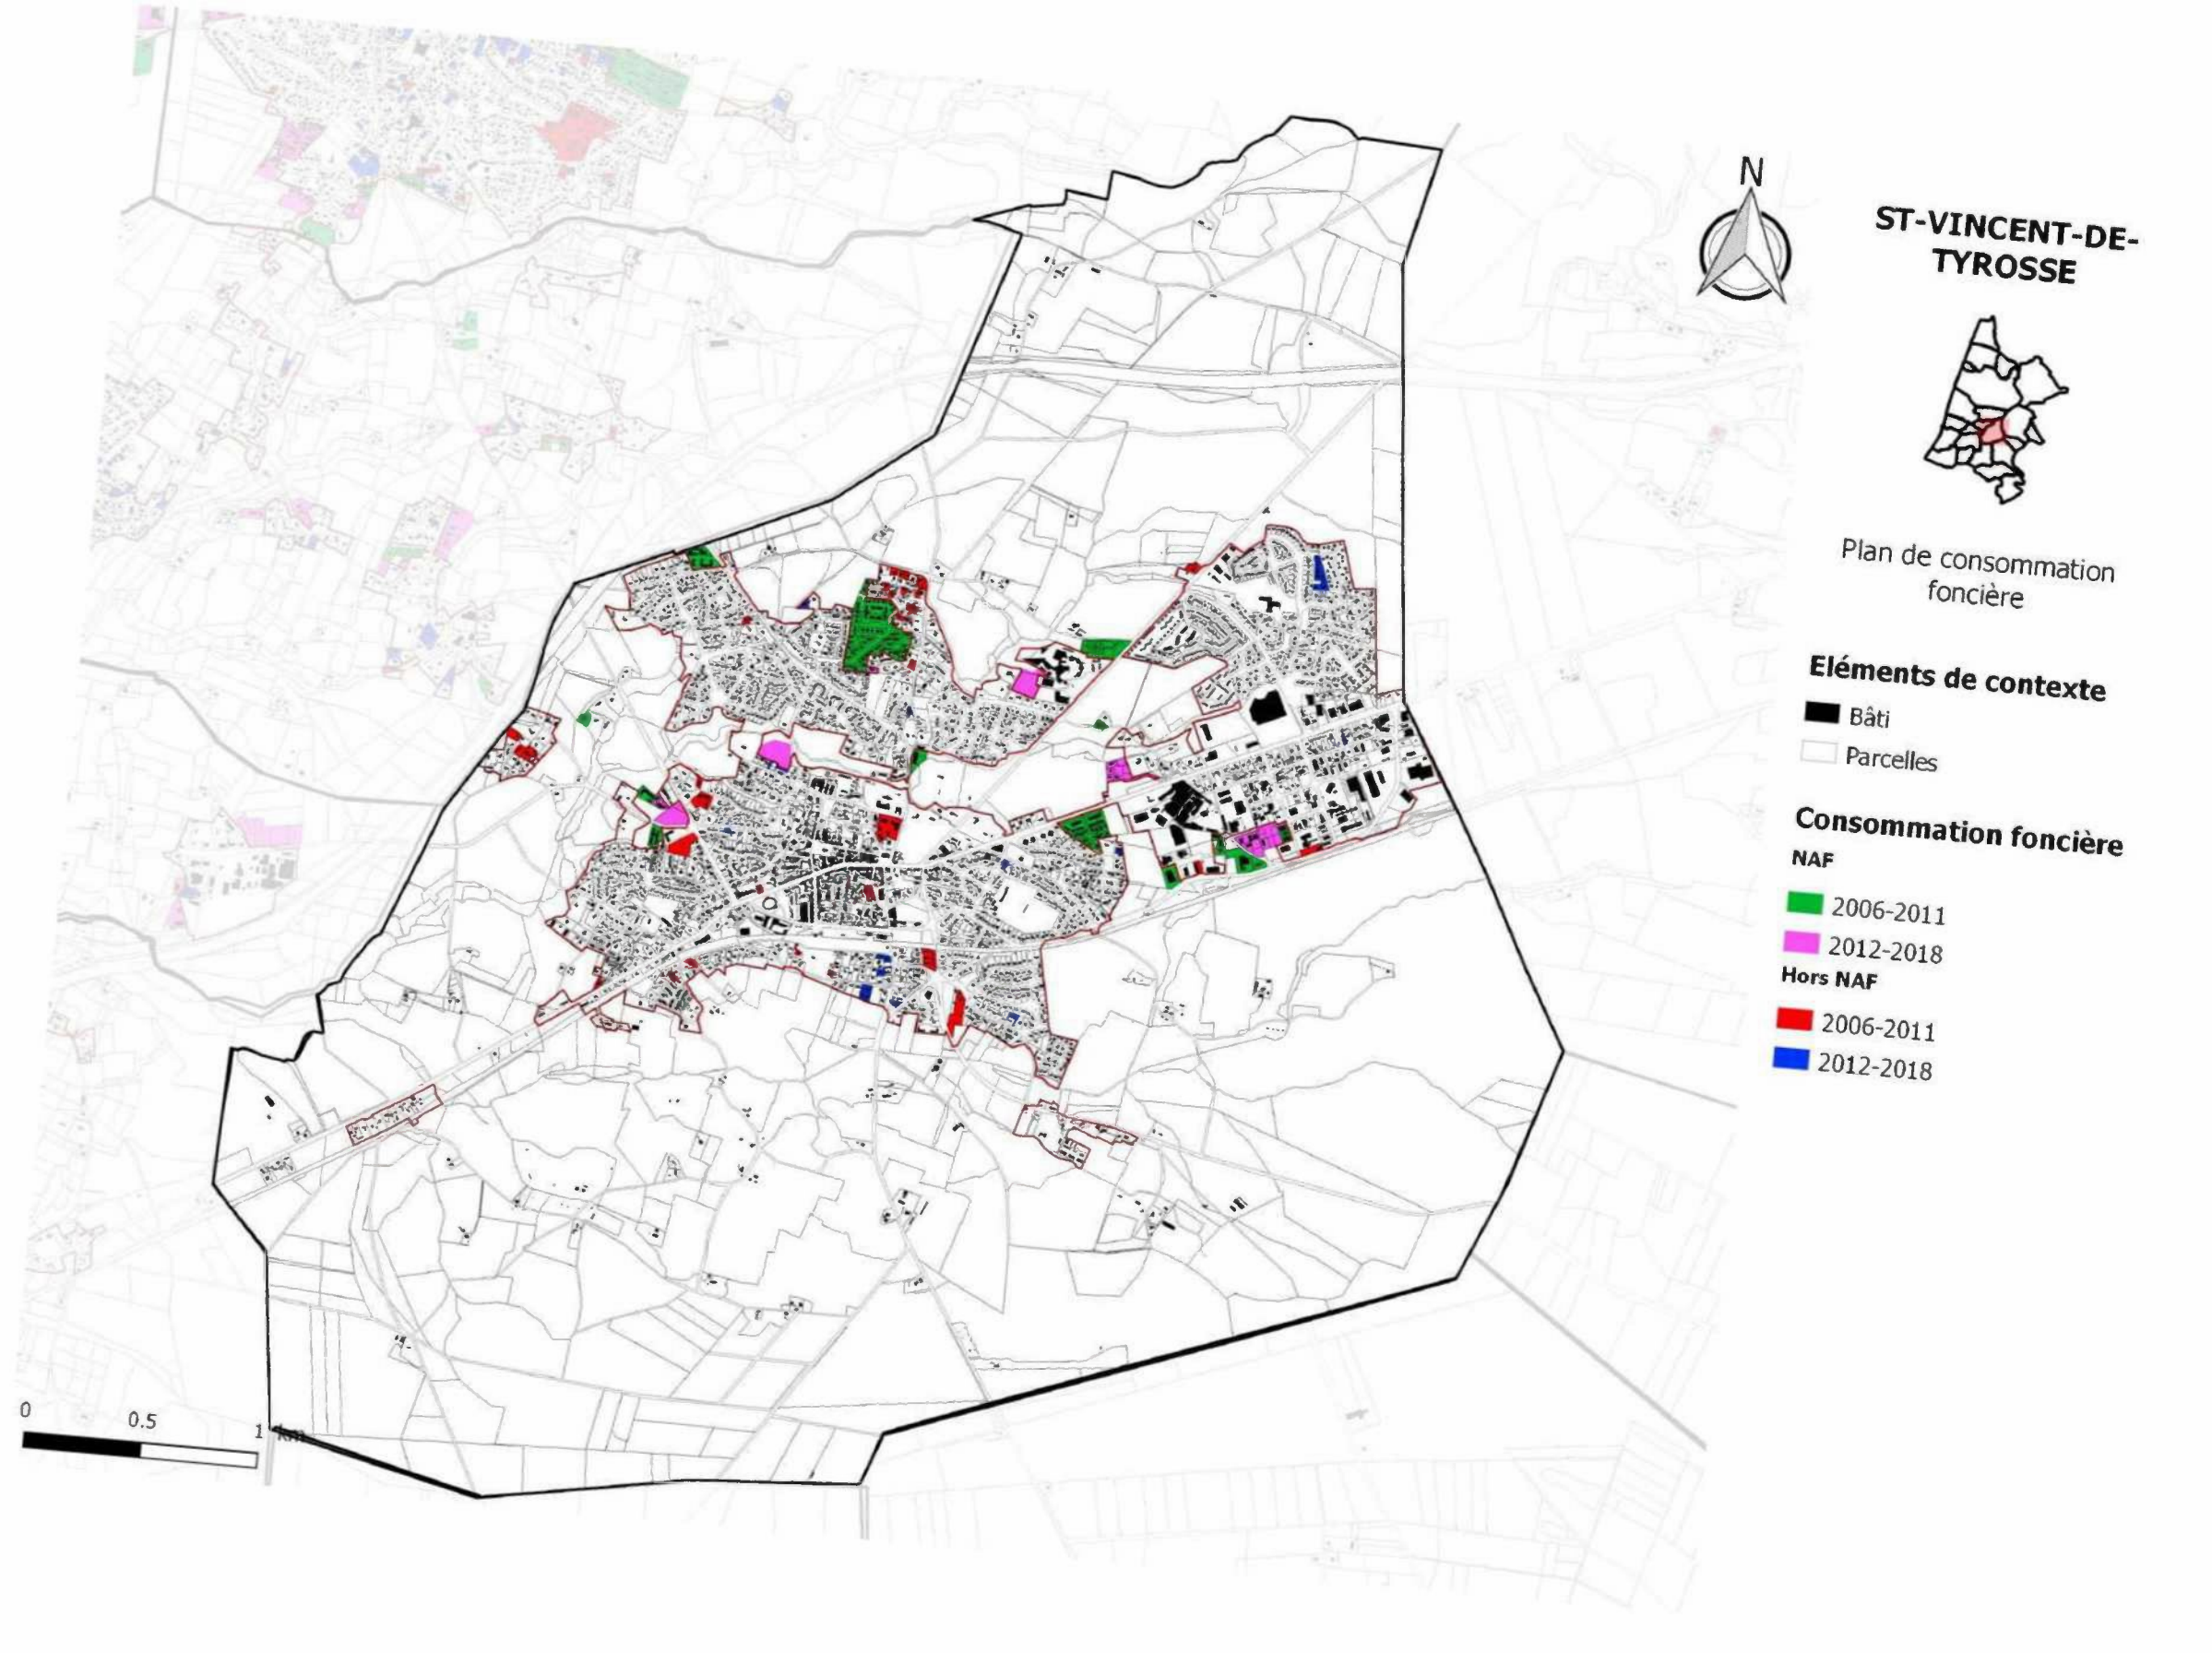 N
ST-VINCENT-DE-
TYROSSE
Plan de consommation
foncière
Eléments de contexte
Bâti
Parcelles
Consommation foncière
NAF
2006-2011
2012-2018
Hors NAF
2006-2011
2012-2018
0 0.5 1 km